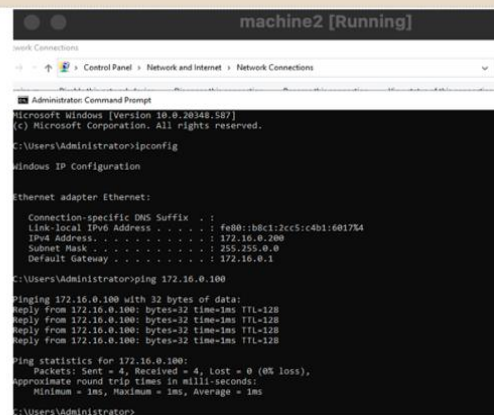 machine2 [Running]
work Connections
Control Panel › Network and Internet › Network Connections
Administrator: Command Prompt
Microsoft Windows [Version 10.0.20348.587]
(c) Microsoft Corporation. All rights reserved.
C:\Users\Administrator>ipconfig
Windows IP Configuration
Ethernet adapter Ethernet:
Connection-specific DNS Suffix . :
Link-local IPv6 Address . . . . . : fe80::b8c1:2cc5:c4b1:6017%4
IPv4 Address. . . . . . . . . . . : 172.16.0.200
Subnet Mask . . . . . . . . . . . : 255.255.0.0
Default Gateway . . . . . . . . . : 172.16.0.1
C:\Users\Administrator>ping 172.16.0.100
Pinging 172.16.0.100 with 32 bytes of data:
Reply from 172.16.0.100: bytes=32 time=1ms TTL=128
Reply from 172.16.0.100: bytes=32 time=1ms TTL=128
Reply from 172.16.0.100: bytes=32 time=1ms TTL=128
Reply from 172.16.0.100: bytes=32 time=1ms TTL=128
Ping statistics for 172.16.0.100:
Packets: Sent = 4, Received = 4, Lost = 0 (0% loss),
Approximate round trip times in milli-seconds:
Minimum = 1ms, Maximum = 1ms, Average = 1ms
C:\Users\Administrator>